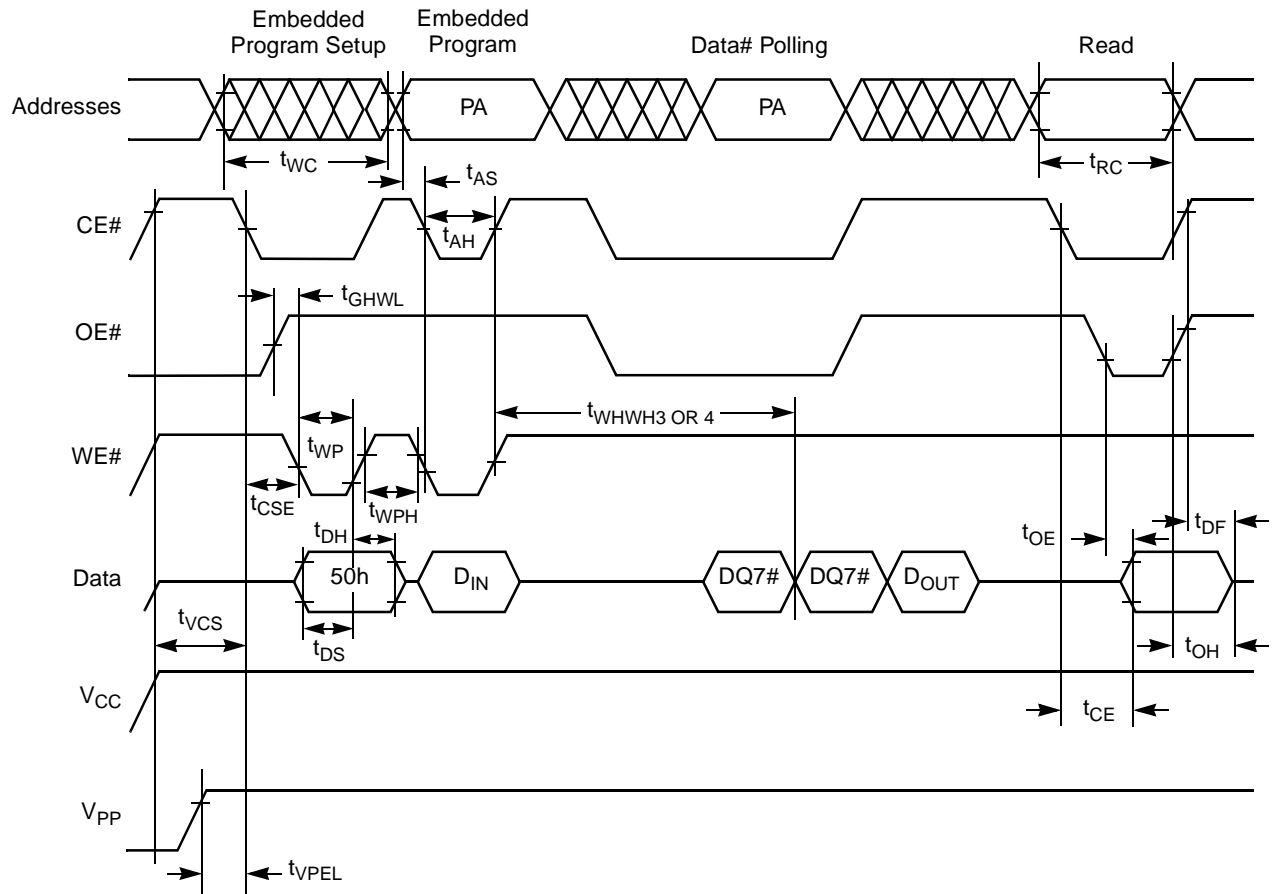 Embedded
Program Setup
Embedded
Program
Data# Polling
Read
Addresses
PA
PA
tWC
tAS
tRC
CE#
tAH
tGHWL
OE#
tWHWH3 OR 4
tWP
WE#
tCSE
tWPH
tDH
tOE
tDF
Data
50h
DIN
DQ7#
DQ7#
DOUT
tVCS
tDS
tOH
VCC
tCE
VPP
tVPEL